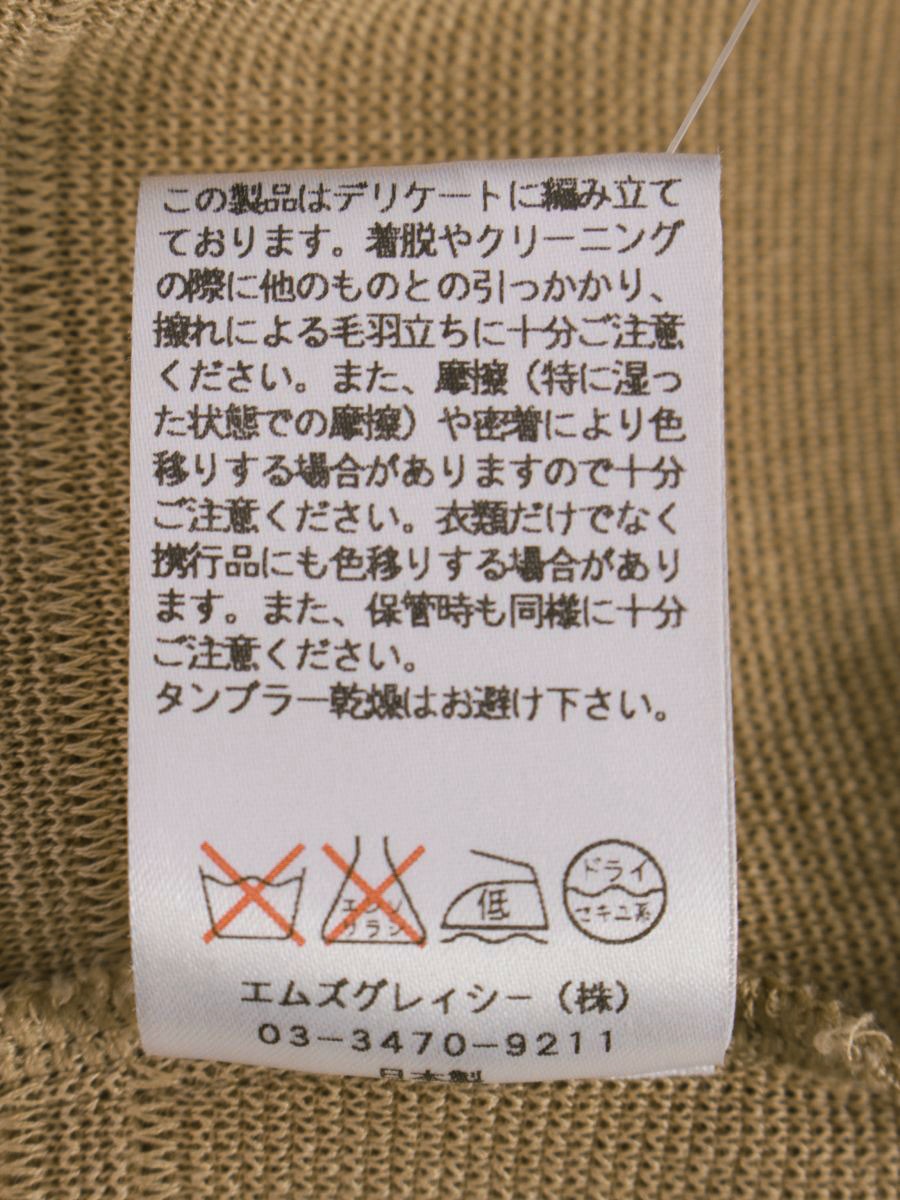 この製品はデリケートに編み立て
ております。着脱やクリーニング
の際に他のものとの引っかかり、
擦れによる毛羽立ちに十分ご注意
ください。また、摩擦（特に湿っ
た状態での摩擦）や密着により色
移りする場合がありますので十分
ご注意ください。衣類だけでなく
携行品にも色移りする場合があり
ます。また、保管時も同様に十分
ご注意ください。
タンブラー乾燥はお避け下さい。
エンソ
サラシ
低
ドライ
セキユ系
エムズグレイシー（株）
03-3470-9211
日本製